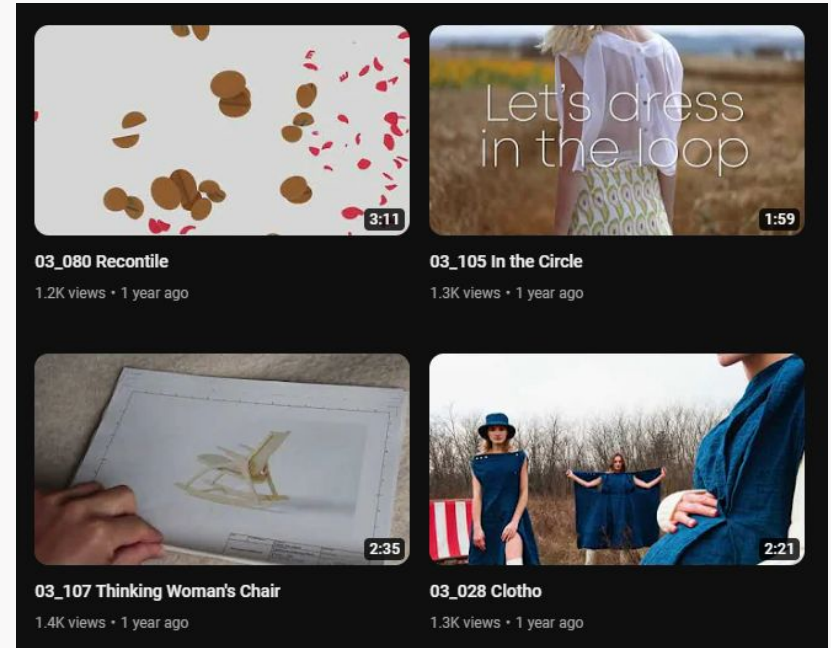 3:11
Let's dress
in the loop
1:59
03_080 Recontile
1.2K views • 1 year ago
03_105 In the Circle
1.3K views • 1 year ago
2:35
2:21
03_107 Thinking Woman's Chair
1.4K views • 1 year ago
03_028 Clotho
1.3K views • 1 year ago